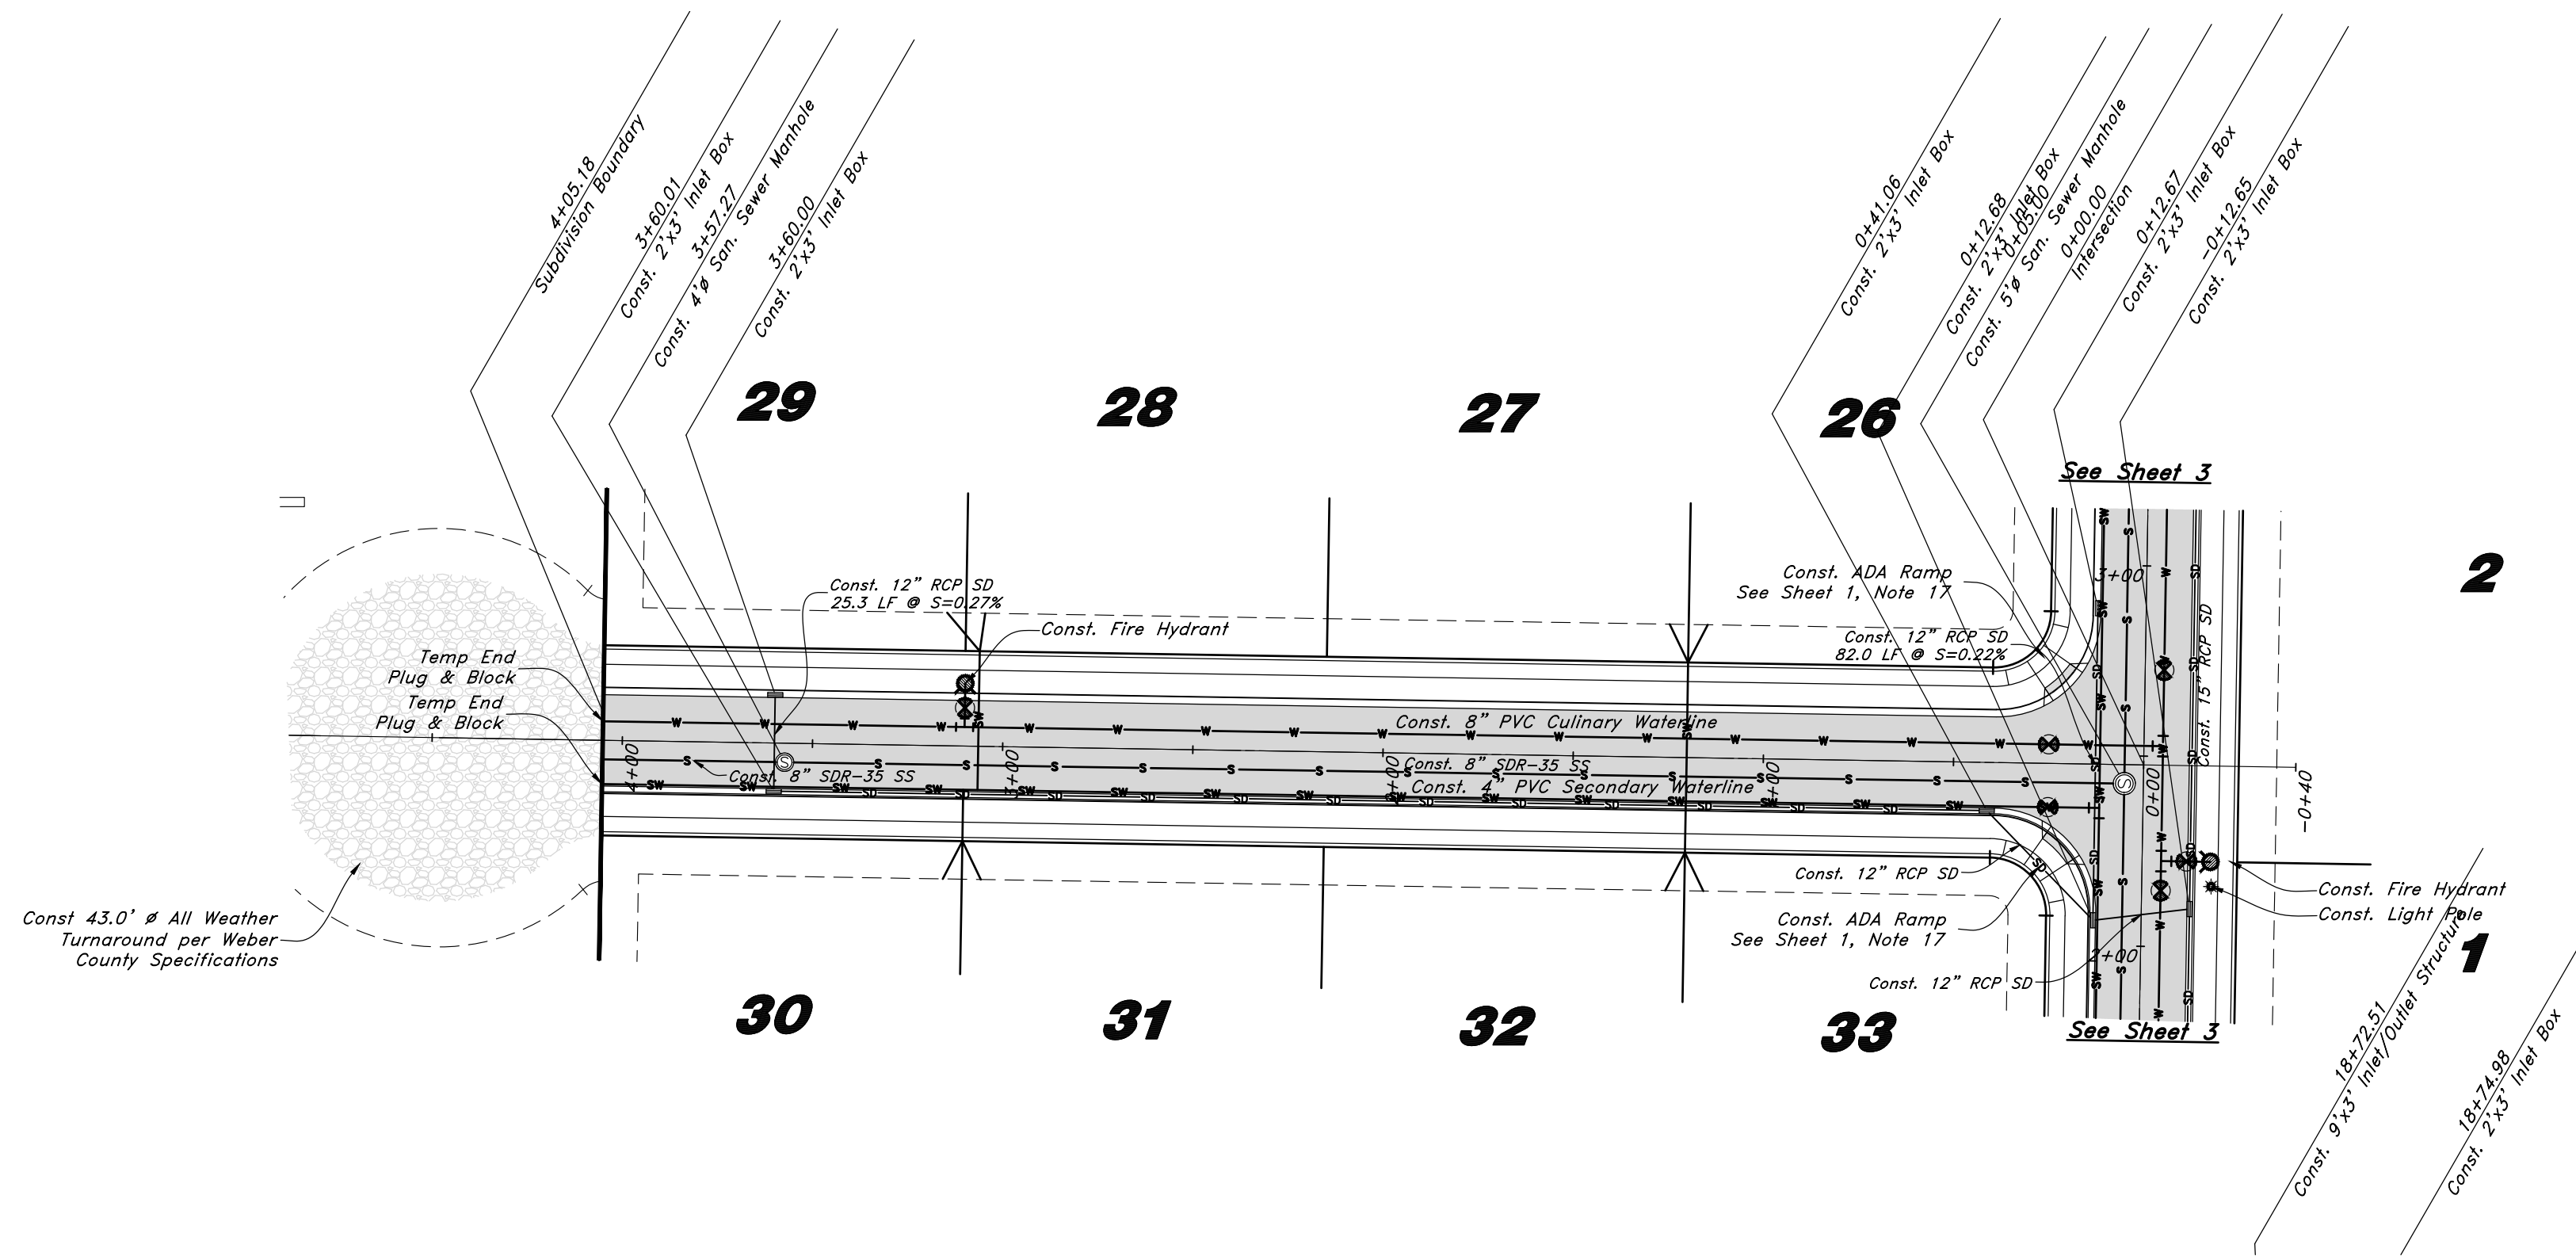 4+05.18
Subdivision Boundary
3+60.01
Const. 2'x3' Inlet Box
3+57.27
Const. 4'ø San. Sewer Manhole
3+60.00
Const. 2'x3' Inlet Box
0+41.06
Const. 2'x3' Inlet Box
0+12.68
Const. 2'x3' Inlet Box
0+05.00
Const. 5'ø San. Sewer Manhole
0+00.00
Intersection
0+12.67
Const. 2'x3' Inlet Box
-0+12.65
Const. 2'x3' Inlet Box
29
28
27
26
See Sheet 3
2
Const. 12" RCP SD
25.3 LF @ S=0.27%
Const. Fire Hydrant
Const. ADA Ramp
See Sheet 1, Note 17
Const. 12" RCP SD
82.0 LF @ S=0.22%
3+00
Const. 15" RCP SD
Temp End
Plug & Block
Temp End
Plug & Block
Const. 8" PVC Culinary Waterline
Const. 8" SDR-35 SS
Const. 8" SDR-35 SS
Const. 4" PVC Secondary Waterline
4+00
3+00
2+00
1+00
0+00
-0+40
Const. 12" RCP SD
Const. ADA Ramp
See Sheet 1, Note 17
Const. 12" RCP SD
2+00
Const. Fire Hydrant
Const. Light Pole
Const 43.0' ø All Weather
Turnaround per Weber
County Specifications
30
31
32
33
1
See Sheet 3
18+72.51
Const. 9'x3' Inlet/Outlet Structure
18+74.98
Const. 2'x3' Inlet Box